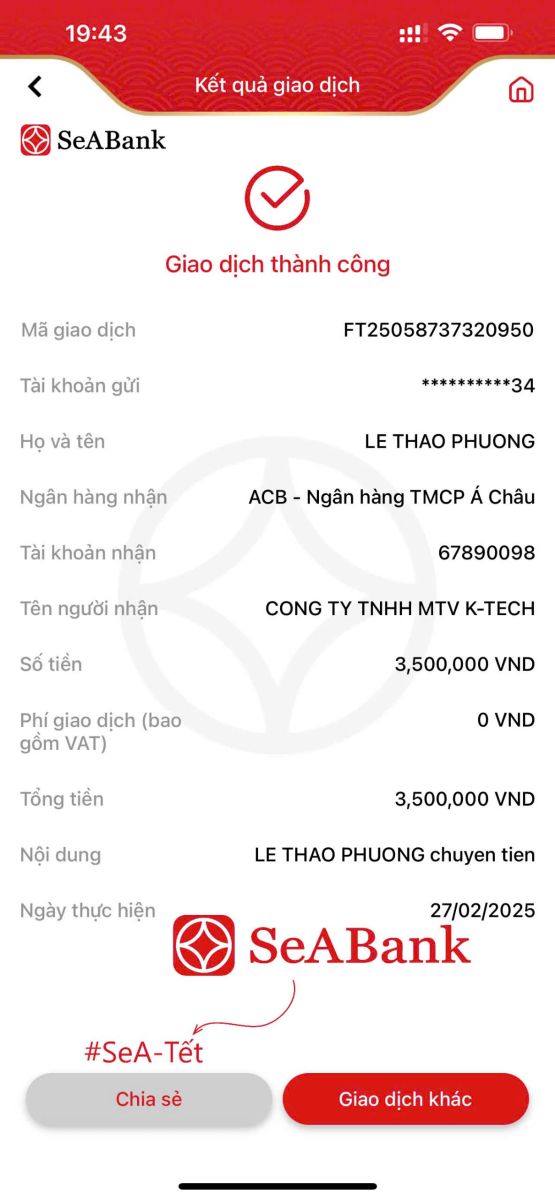 19:43
Kết quả giao dịch
SeABank
Giao dịch thành công
Mã giao dịch FT25058737320950
Tài khoản gửi **********34
Họ và tên LE THAO PHUONG
Ngân hàng nhận ACB - Ngân hàng TMCP Á Châu
Tài khoản nhận 67890098
Tên người nhận CONG TY TNHH MTV K-TECH
Số tiền 3,500,000 VND
Phí giao dịch (bao 0 VND
gồm VAT)
Tổng tiền 3,500,000 VND
Nội dung LE THAO PHUONG chuyen tien
Ngày thực hiện 27/02/2025
SeABank
#SeA-Tết
Chia sẻ Giao dịch khác